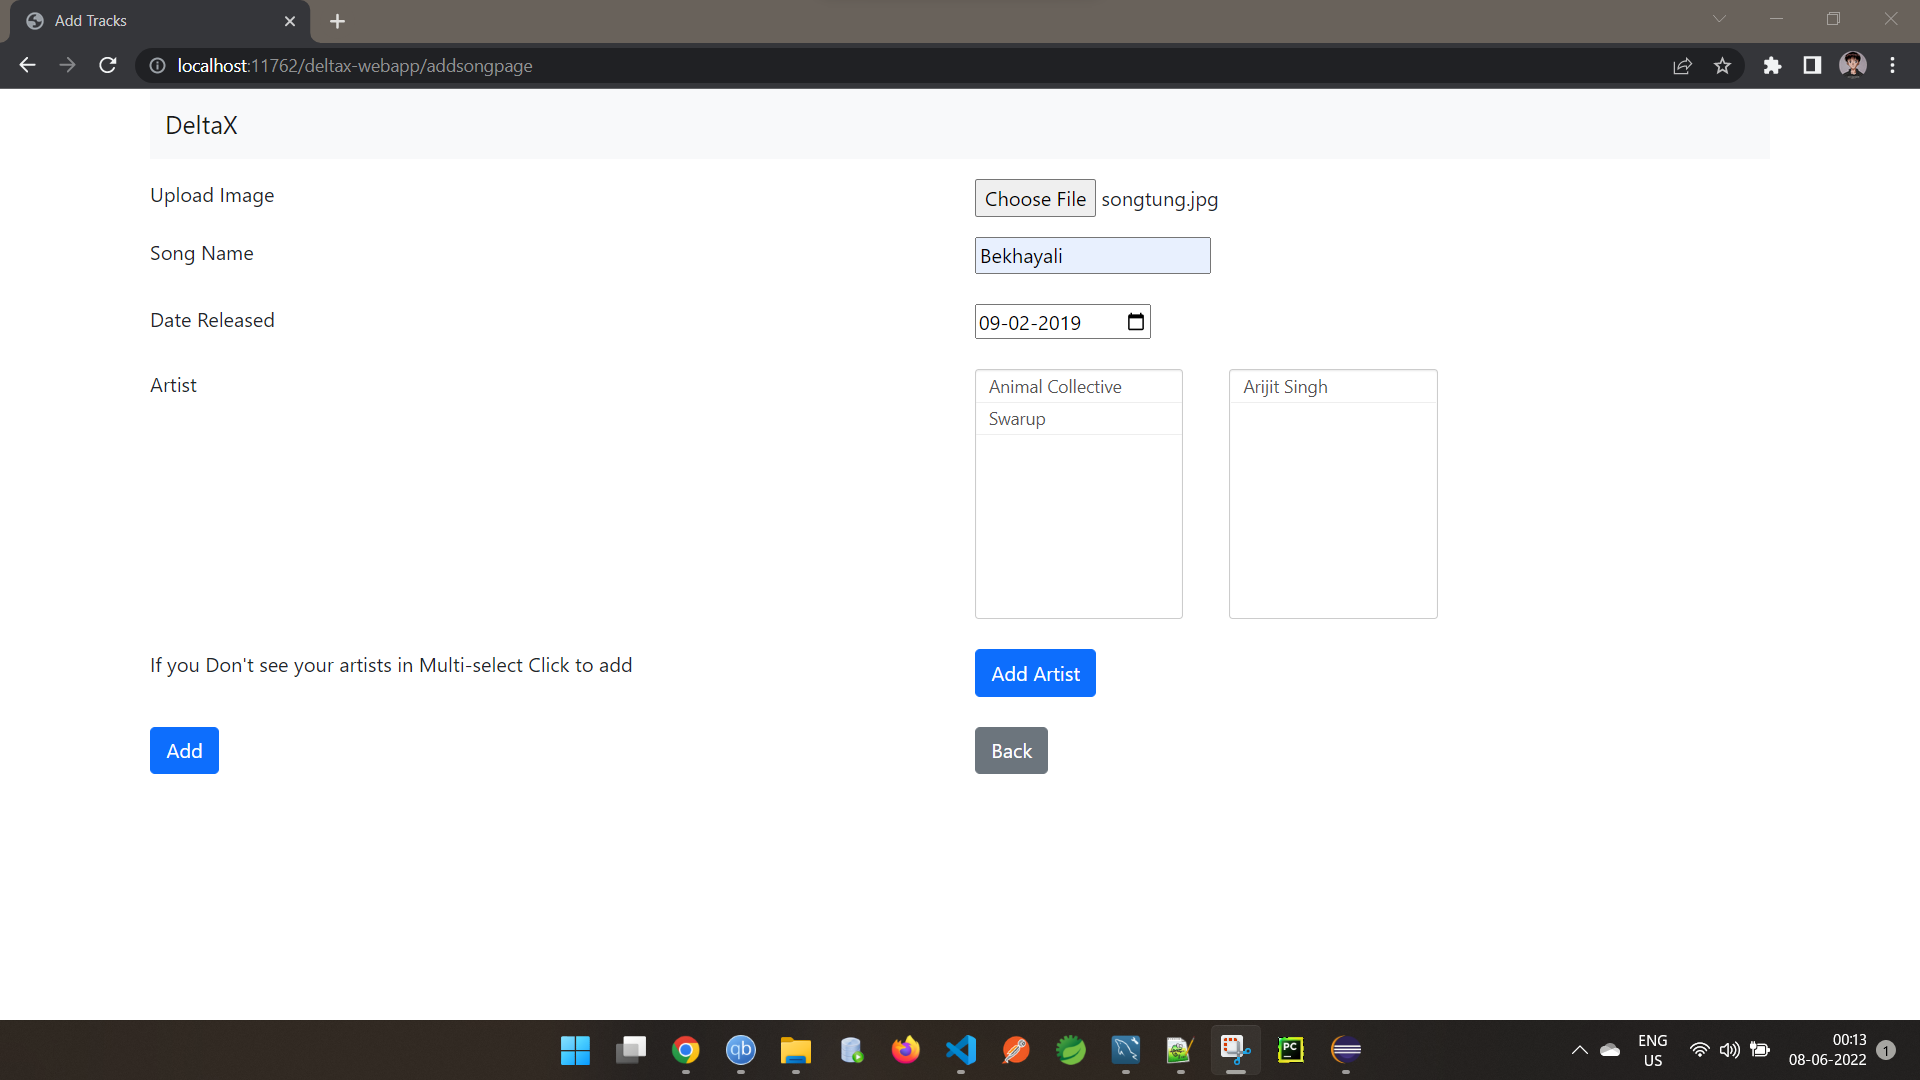 Add Tracks
localhost:11762/deltax-webapp/addsongpage
DeltaX
Upload Image
Choose File songtung.jpg
Song Name
Bekhayali
Date Released
09-02-2019
Artist
Animal Collective
Swarup
Arijit Singh
If you Don't see your artists in Multi-select Click to add
Add Artist
Add
Back
qb
PC
ENG
US
00:13
08-06-2022
1